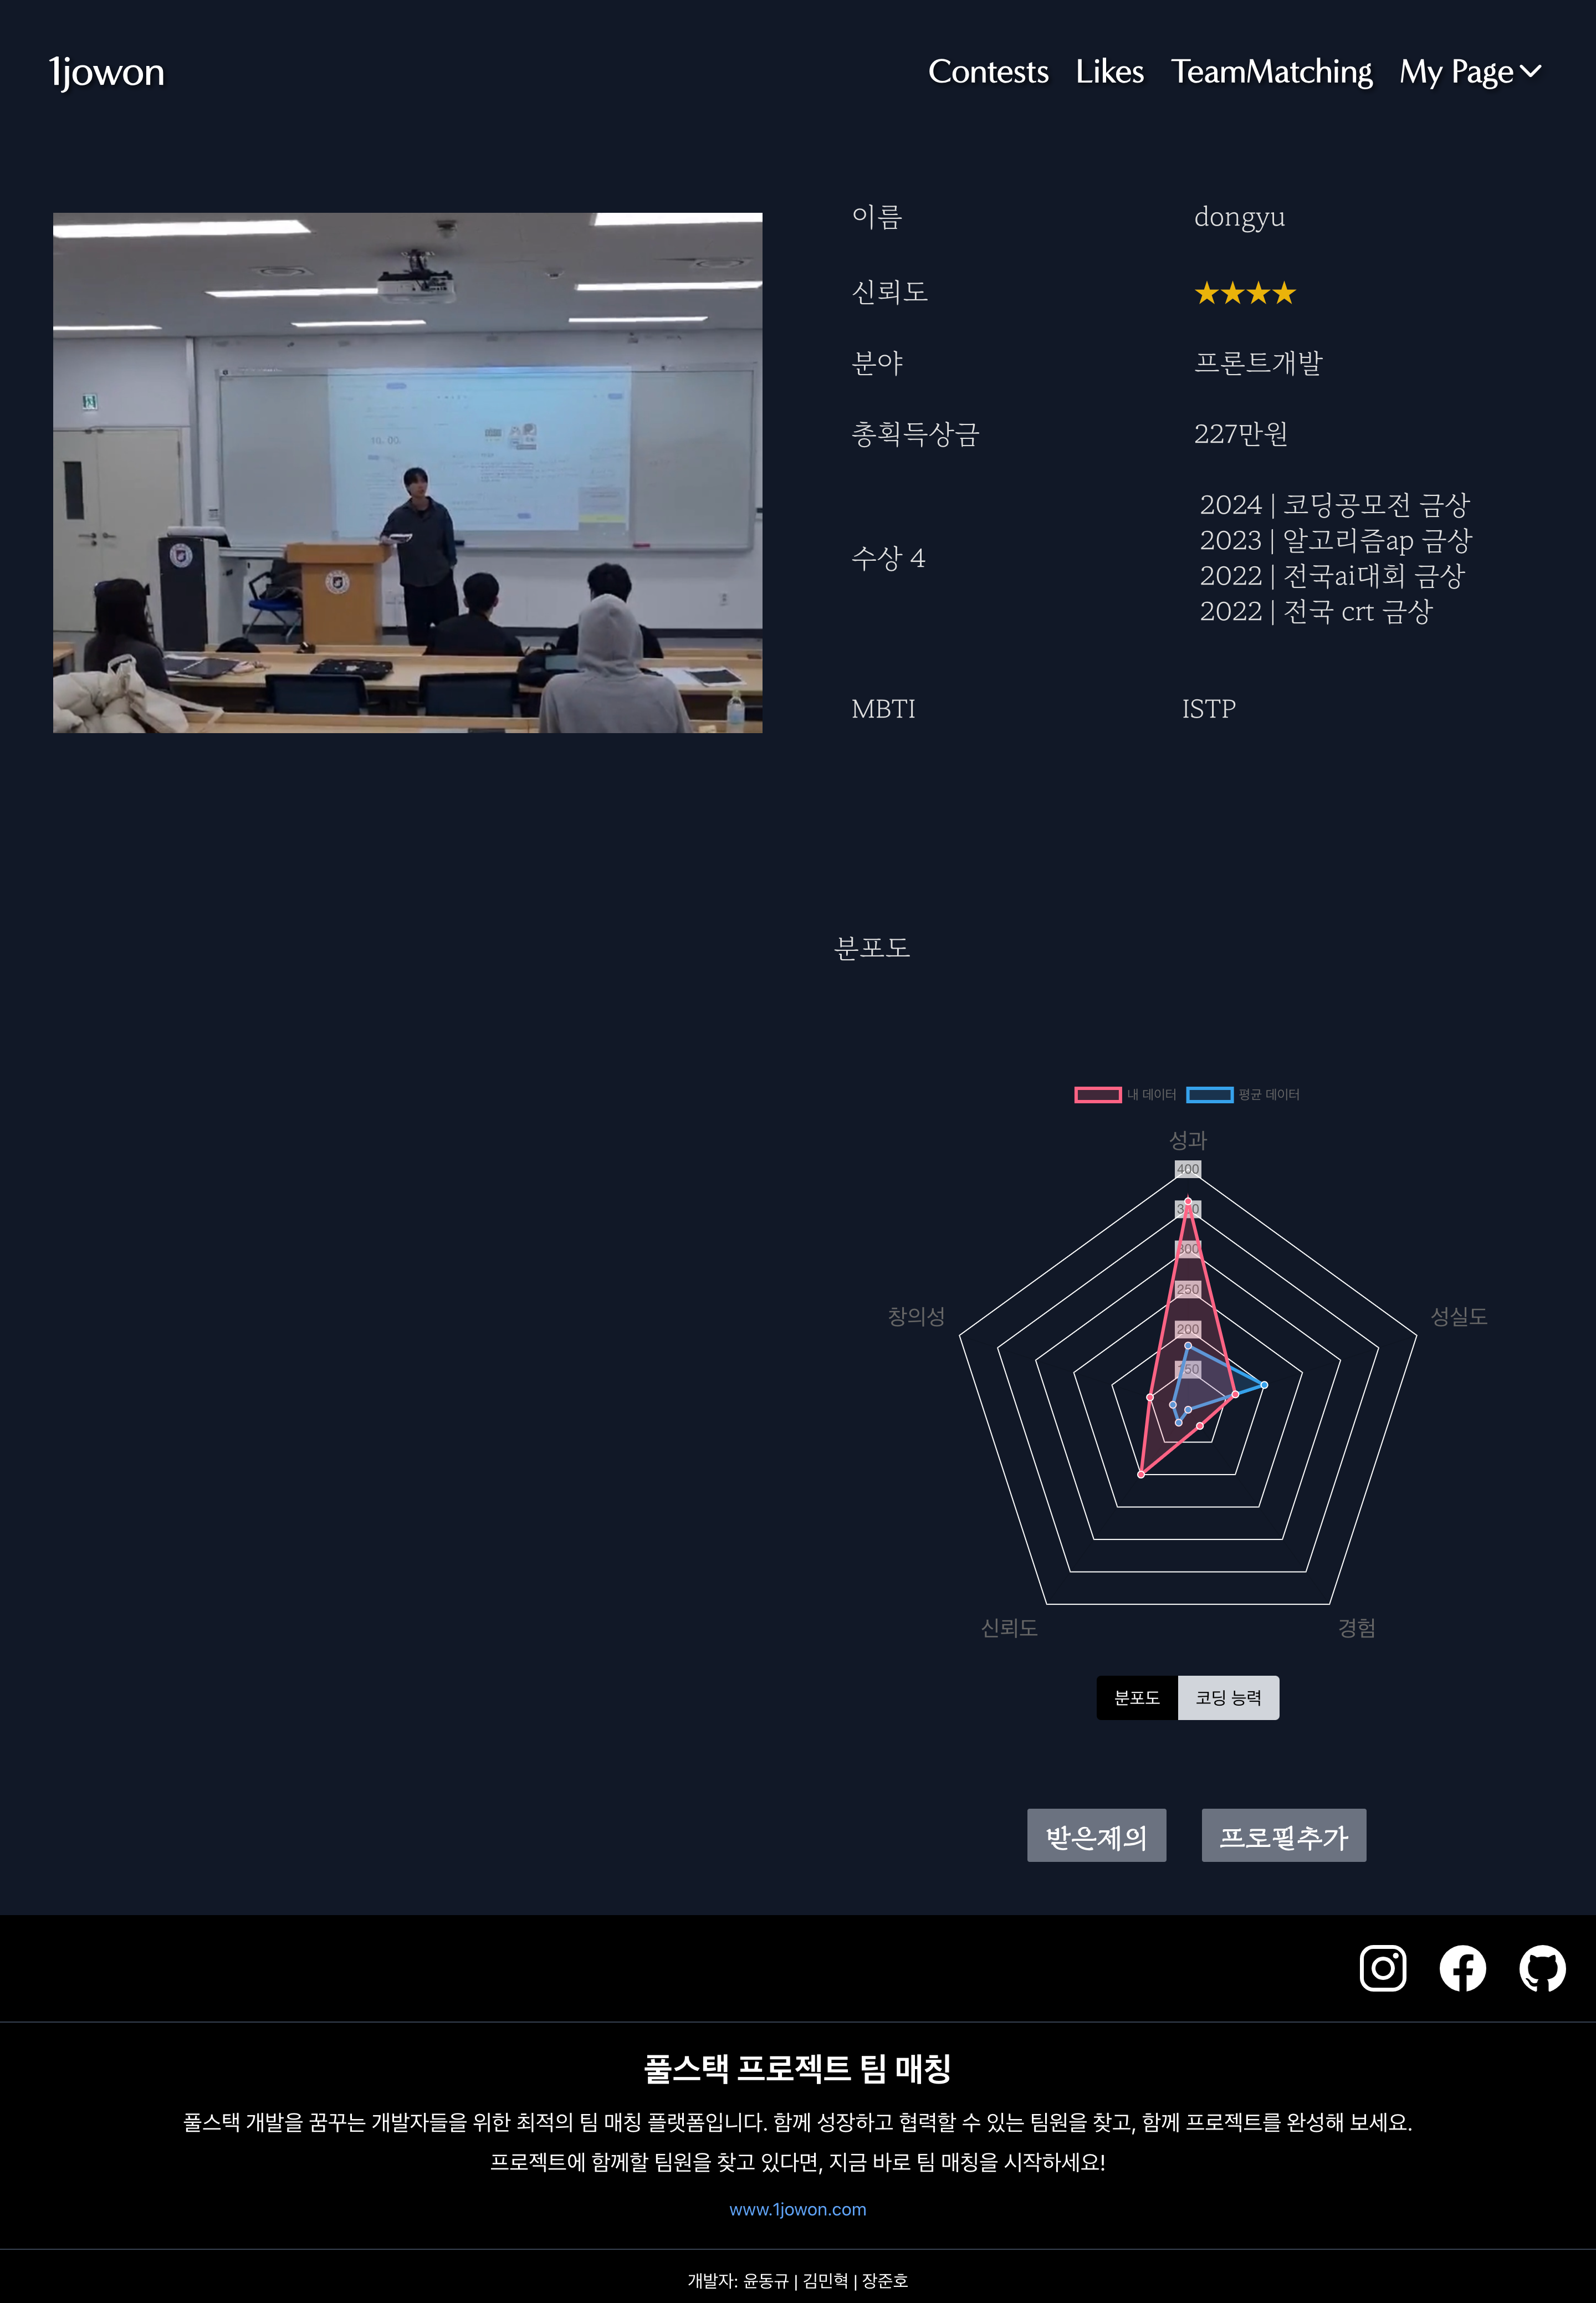 1jowon
Contests Likes TeamMatching My Page
이름 dongyu
신뢰도 ★★★★
분야 프론트개발
총획득상금 227만원
수상 4
2024 | 코딩공모전 금상
2023 | 알고리즘ap 금상
2022 | 전국ai대회 금상
2022 | 전국 crt 금상
MBTI ISTP
분포도
내 데이터 평균 데이터
성과
400
350
300
250
200
150
창의성
성실도
신뢰도
경험
분포도 코딩 능력
받은제의 프로필추가
풀스택 프로젝트 팀 매칭
풀스택 개발을 꿈꾸는 개발자들을 위한 최적의 팀 매칭 플랫폼입니다. 함께 성장하고 협력할 수 있는 팀원을 찾고, 함께 프로젝트를 완성해 보세요.
프로젝트에 함께할 팀원을 찾고 있다면, 지금 바로 팀 매칭을 시작하세요!
www.1jowon.com
개발자: 윤동규 | 김민혁 | 장준호